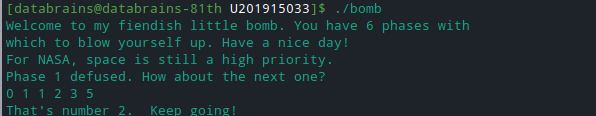 [databrains@databrains-81th U201915033]$ ./bomb
Welcome to my fiendish little bomb. You have 6 phases with
which to blow yourself up. Have a nice day!
For NASA, space is still a high priority.
Phase 1 defused. How about the next one?
0 1 1 2 3 5
That's number 2.  Keep going!